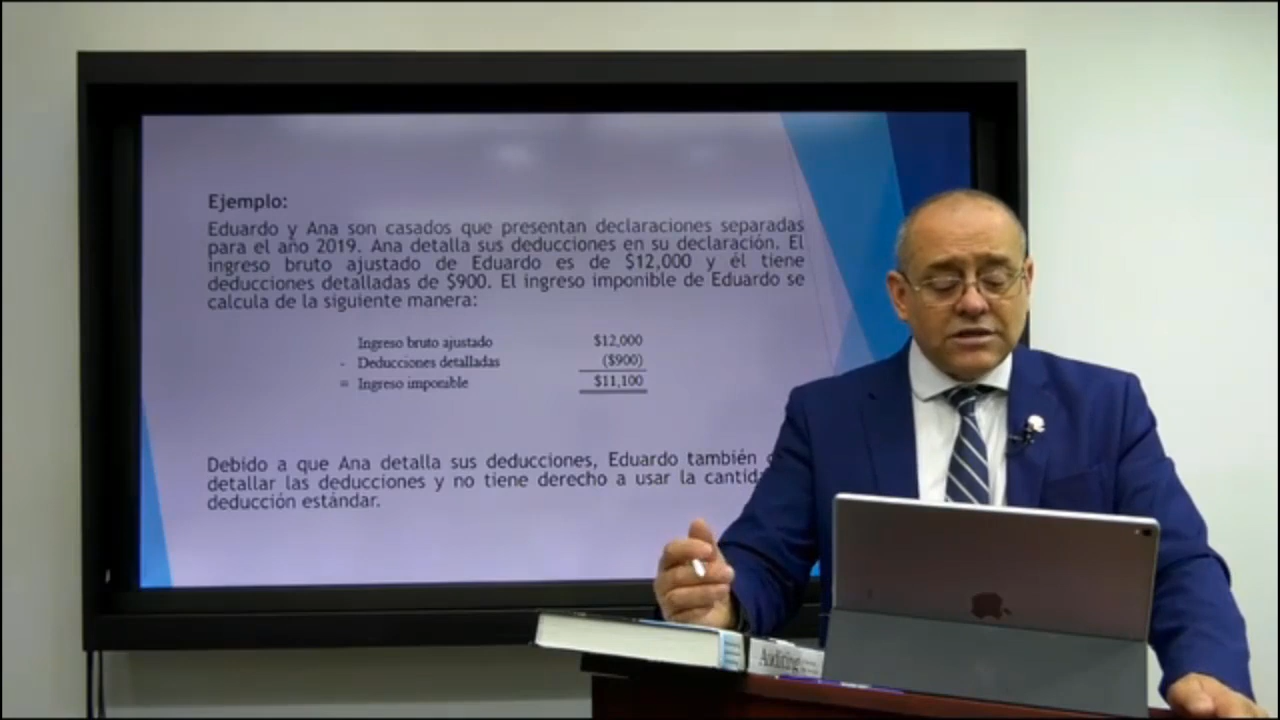 Ejemplo:
Eduardo y Ana son casados que presentan declaraciones separadas
para el año 2019. Ana detalla sus deducciones en su declaración. El
ingreso bruto ajustado de Eduardo es de $12,000 y él tiene
deducciones detalladas de $900. El ingreso imponible de Eduardo se
calcula de la siguiente manera:
Ingreso bruto ajustado $12,000
- Deducciones detalladas ($900)
= Ingreso imponible $11,100
Debido a que Ana detalla sus deducciones, Eduardo también
detallar las deducciones y no tiene derecho a usar la
deducción estándar.
Auditing